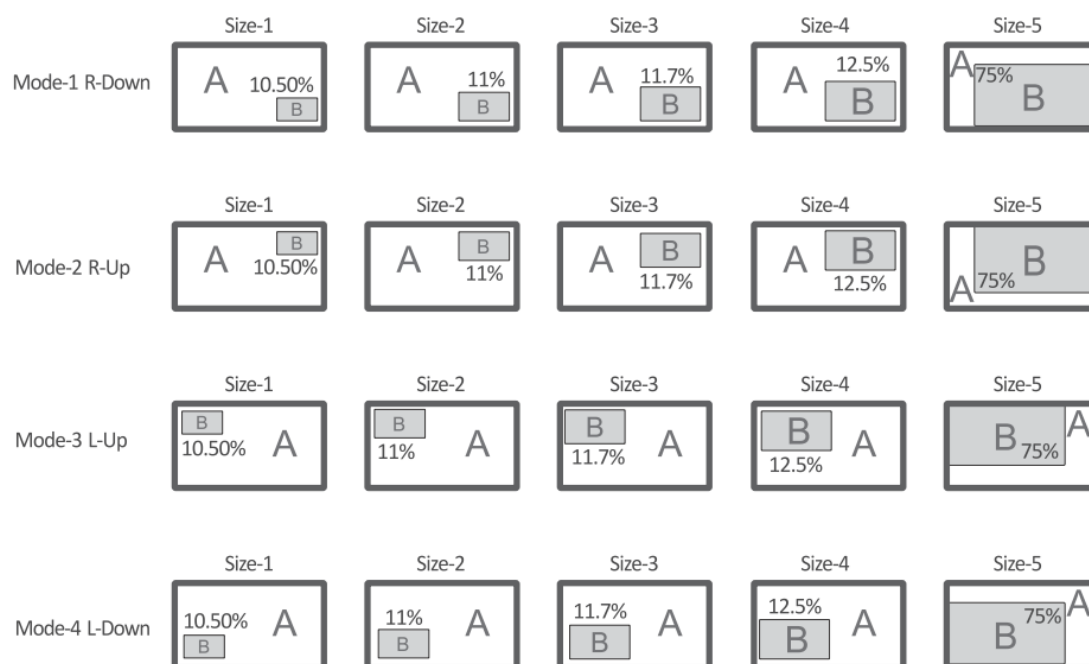 Size-1 Size-2 Size-3 Size-4 Size-5
Mode-1 R-Down A 10.50% B A 11% B A 11.7% B A 12.5% B A 75% B
Size-1 Size-2 Size-3 Size-4 Size-5
Mode-2 R-Up A B 10.50% A B 11% A B 11.7% A B 12.5% A 75% B
Size-1 Size-2 Size-3 Size-4 Size-5
Mode-3 L-Up B 10.50% A B 11% A B 11.7% A B 12.5% A B 75% A
Size-1 Size-2 Size-3 Size-4 Size-5
Mode-4 L-Down 10.50% B A 11% B A 11.7% B A 12.5% B A B 75% A